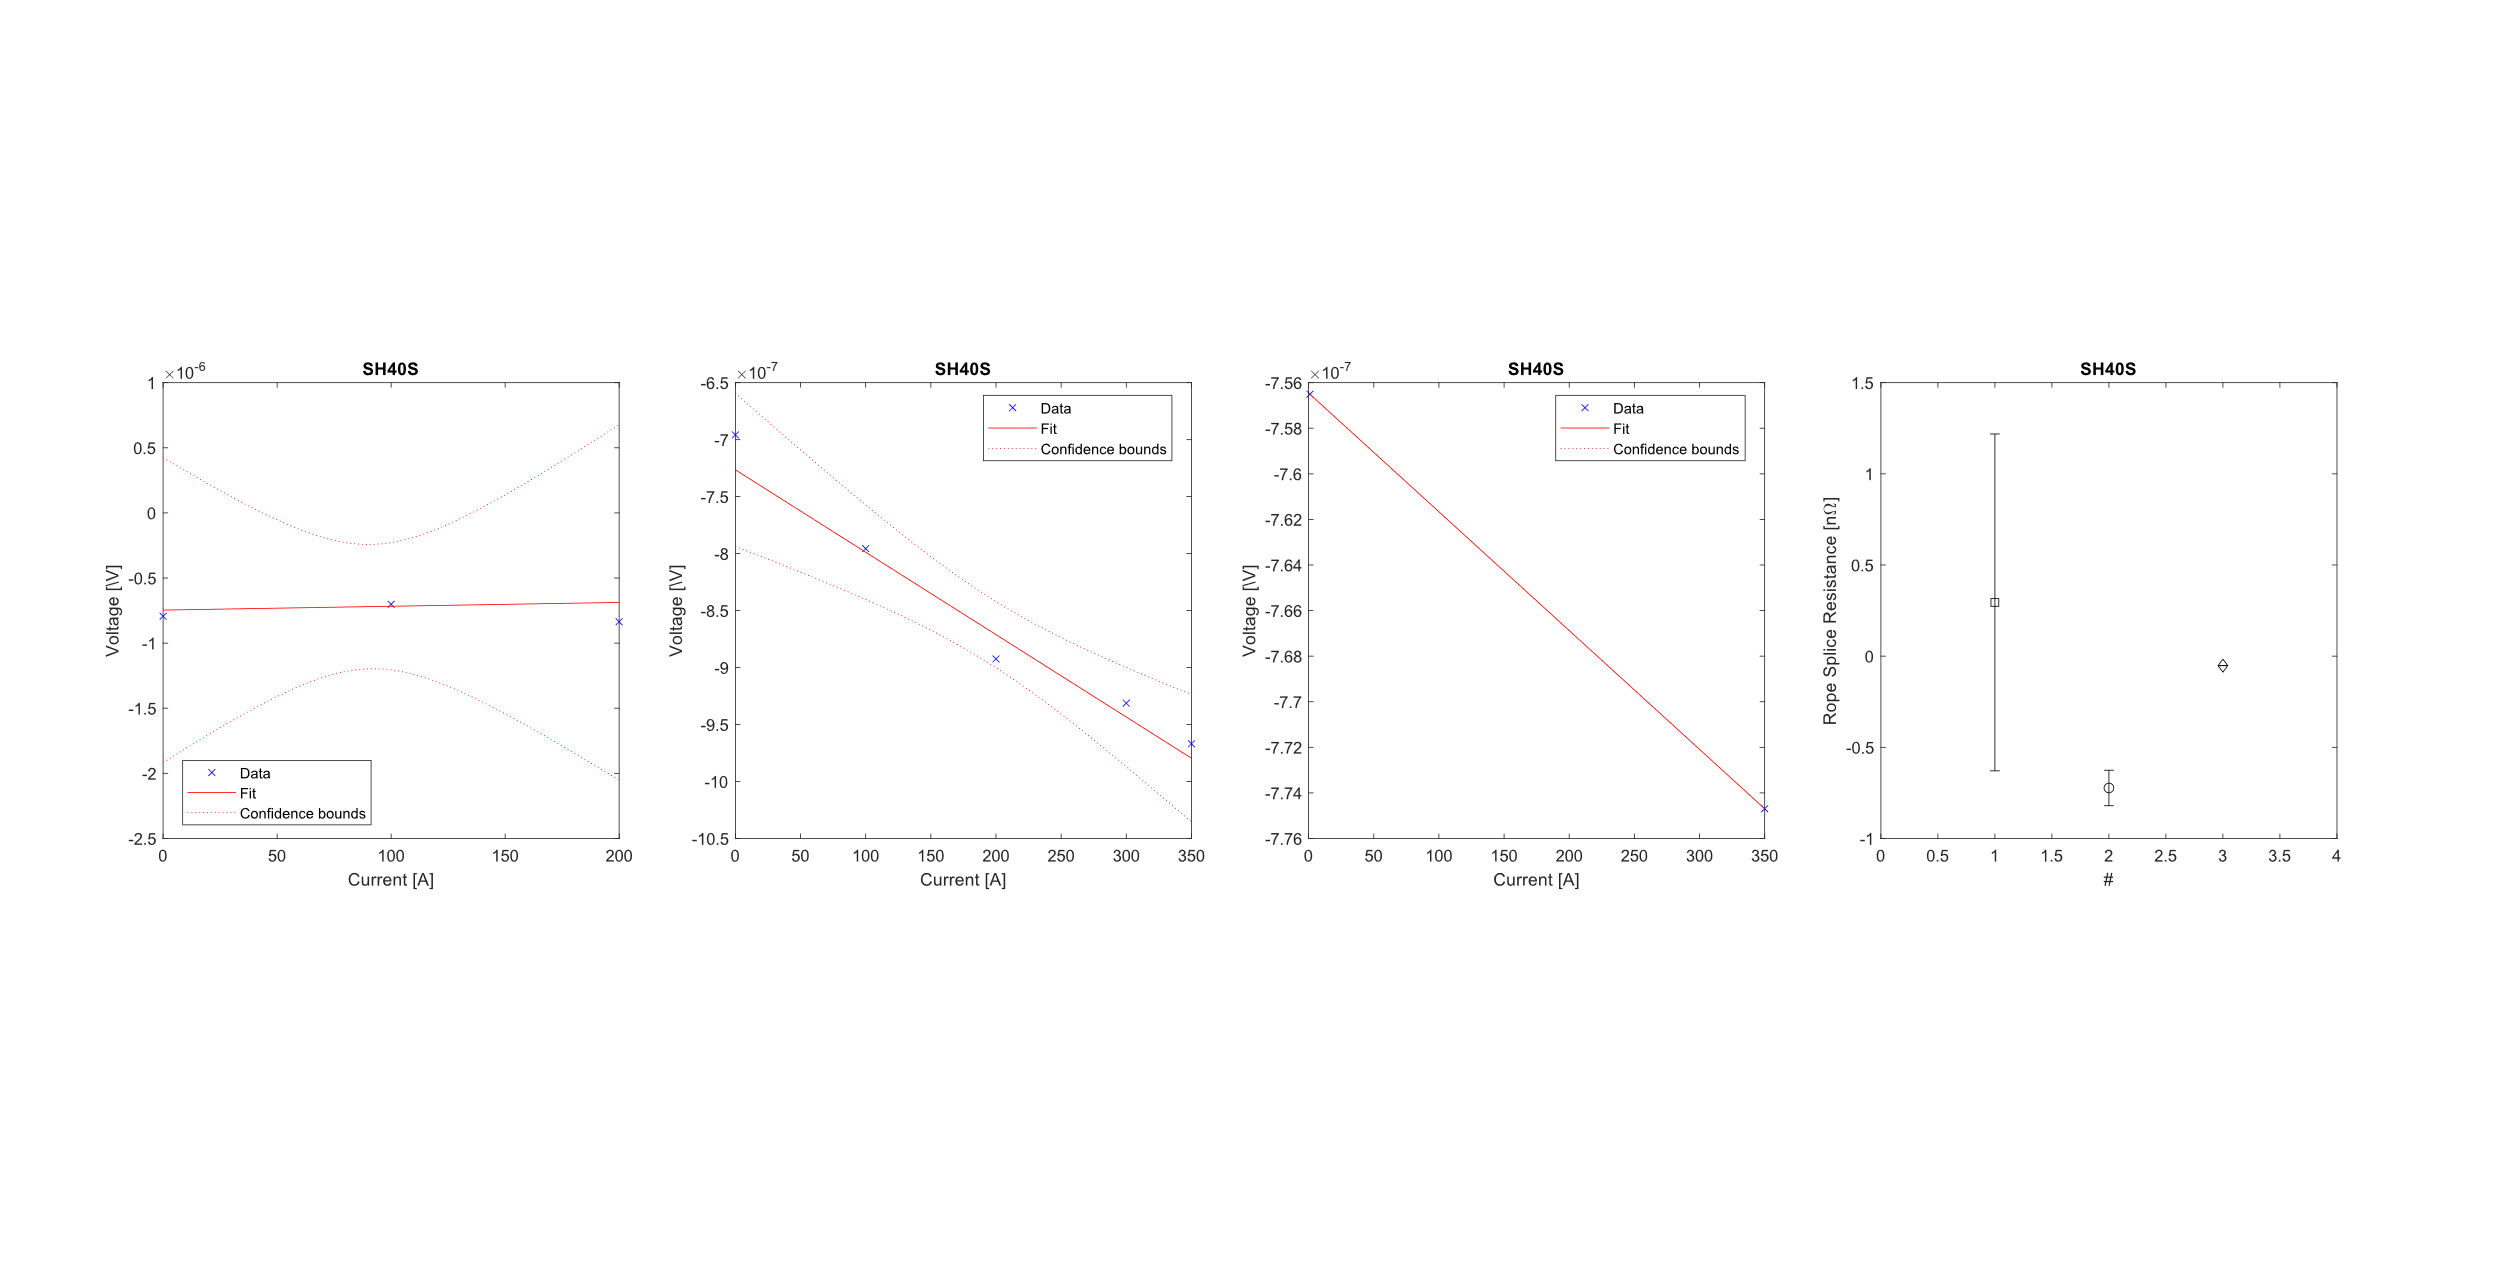 SH40S
×10-6
1
0.5
0
-0.5
-1
-1.5
-2
-2.5
Voltage [\V]
Data
Fit
Confidence bounds
0 50 100 150 200
Current [A]
SH40S
×10-7
-6.5
-7
-7.5
-8
-8.5
-9
-9.5
-10
-10.5
Voltage [\V]
Data
Fit
Confidence bounds
0 50 100 150 200 250 300 350
Current [A]
SH40S
×10-7
-7.56
-7.58
-7.6
-7.62
-7.64
-7.66
-7.68
-7.7
-7.72
-7.74
-7.76
Voltage [\V]
Data
Fit
Confidence bounds
0 50 100 150 200 250 300 350
Current [A]
SH40S
1.5
1
0.5
0
-0.5
-1
Rope Splice Resistance [nΩ]
0 0.5 1 1.5 2 2.5 3 3.5 4
#